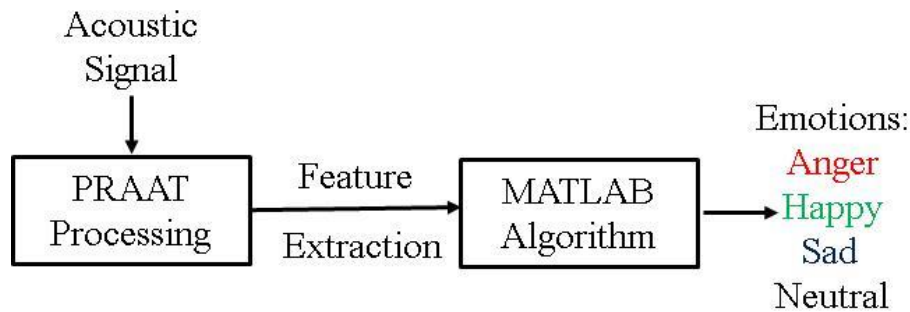 Acoustic
Signal
PRAAT
Processing
Feature
Extraction
MATLAB
Algorithm
Emotions:
Anger
Happy
Sad
Neutral